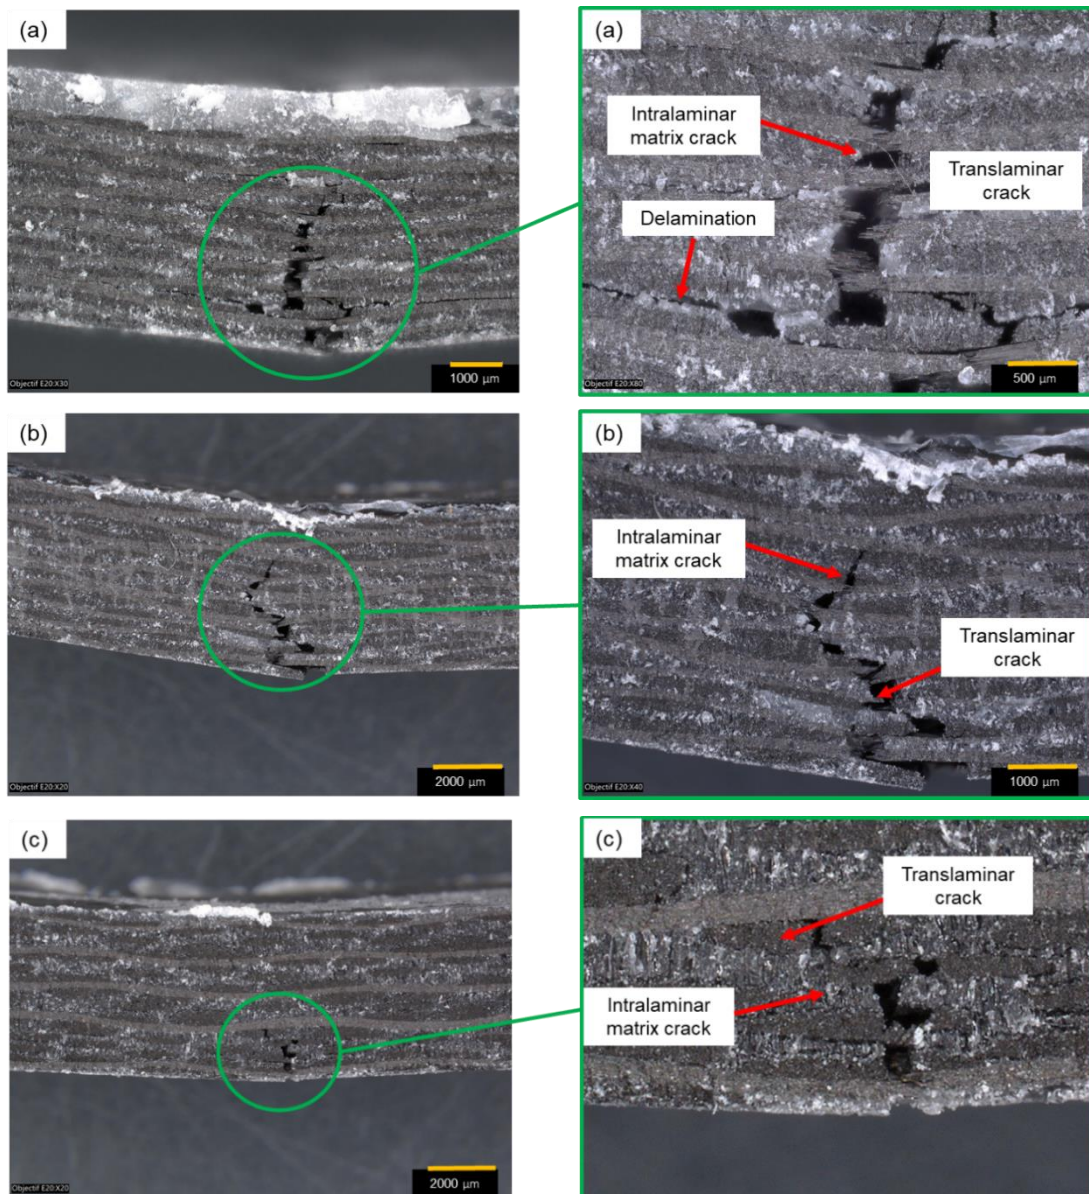 (a)
1000 µm
Objectif E20:X30
(a)
Intralaminar
matrix crack
Translaminar
crack
Delamination
500 µm
Objectif E20:X80
(b)
2000 µm
Objectif E20:X20
(b)
Intralaminar
matrix crack
Translaminar
crack
1000 µm
Objectif E20:X40
(c)
2000 µm
Objectif E20:X20
(c)
Translaminar
crack
Intralaminar
matrix crack